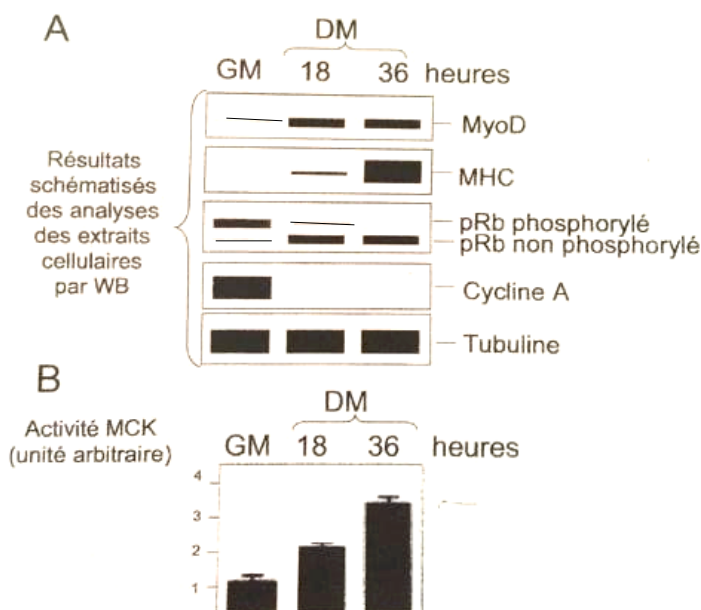 A
DM
GM 18 36 heures
MyoD
MHC
pRb phosphorylé
pRb non phosphorylé
Cycline A
Tubuline
Résultats
schématisés
des analyses
des extraits
cellulaires
par WB
B
DM
Activité MCK
(unité arbitraire)
GM 18 36 heures
4
3
2
1